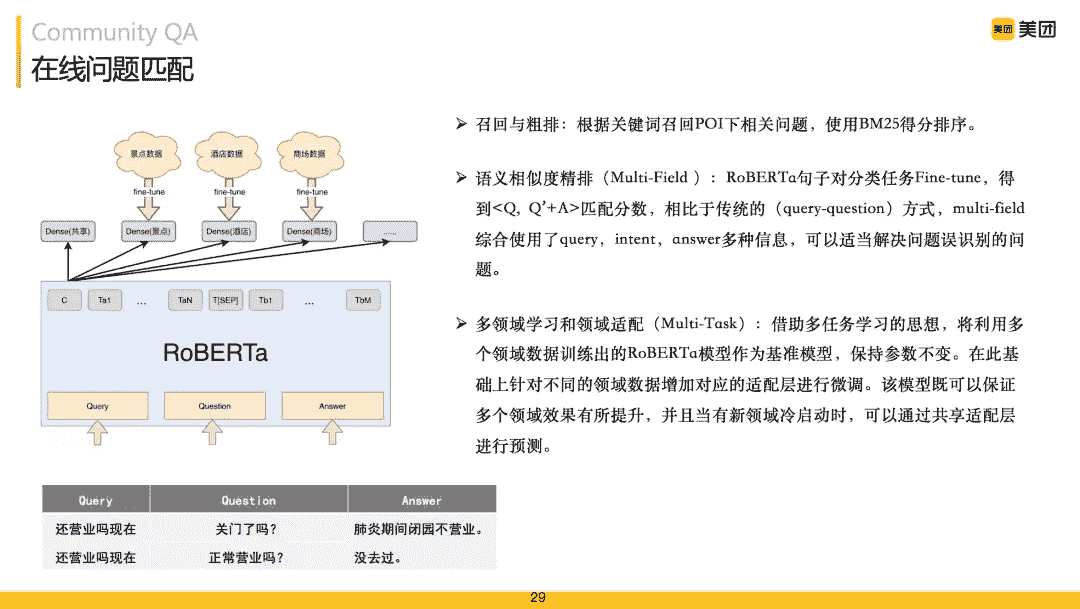 Community QA
在线问题匹配
美团 美团
景点数据 酒店数据 商场数据
fine-tune fine-tune fine-tune
Dense(共享) Dense(景点) Dense(酒店) Dense(商场) ......
C Ta1 ... TaN T[SEP] Tb1 ... TbM
RoBERTa
Query Question Answer
➢ 召回与粗排：根据关键词召回POI下相关问题，使用BM25得分排序。
➢ 语义相似度精排（Multi-Field ）：RoBERTa句子对分类任务Fine-tune，得
到<Q, Q’+A>匹配分数，相比于传统的（query-question）方式，multi-field
综合使用了query，intent，answer多种信息，可以适当解决问题误识别的问
题。
➢ 多领域学习和领域适配（Multi-Task）：借助多任务学习的思想，将利用多
个领域数据训练出的RoBERTa模型作为基准模型，保持参数不变。在此基
础上针对不同的领域数据增加对应的适配层进行微调。该模型既可以保证
多个领域效果有所提升，并且当有新领域冷启动时，可以通过共享适配层
进行预测。
Query Question Answer
还营业吗现在 关门了吗？ 肺炎期间闭园不营业。
还营业吗现在 正常营业吗？ 没去过。
29